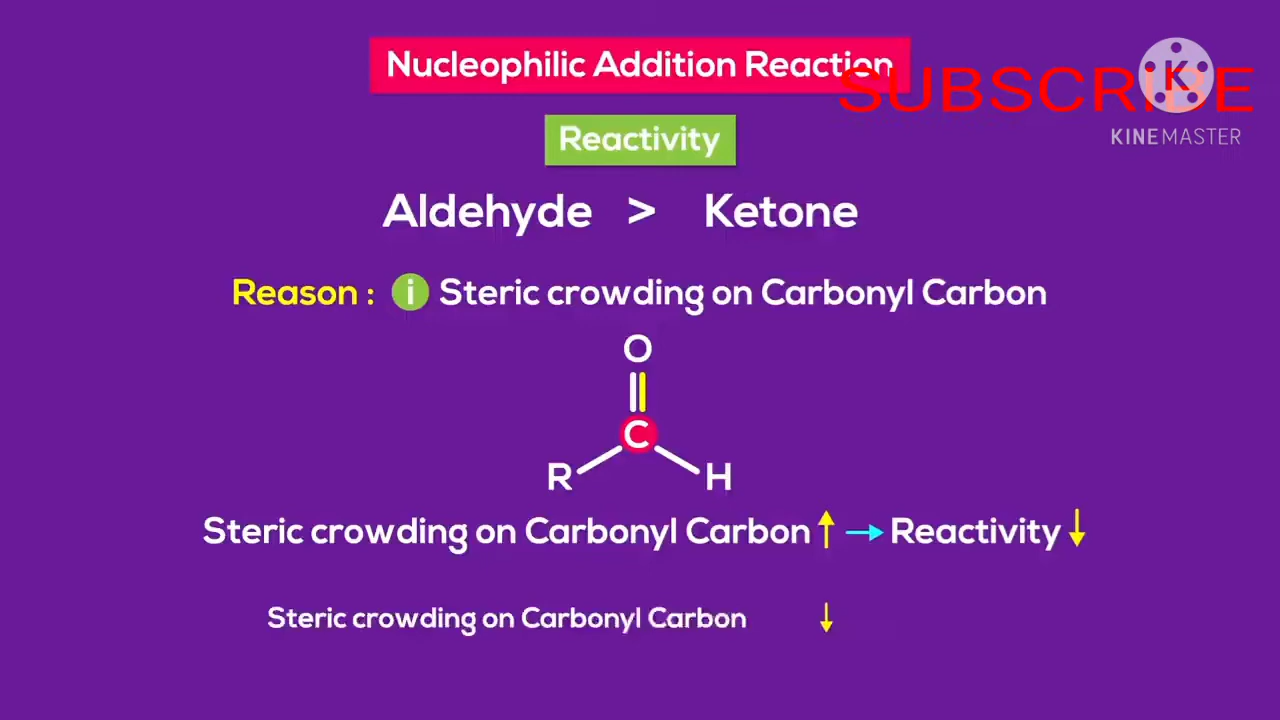 Nucleophilic Addition Reaction
SUBSCRIBE
K
KINEMASTER
Reactivity
Aldehyde > Ketone
Reason : i Steric crowding on Carbonyl Carbon
O
C
R H
Steric crowding on Carbonyl Carbon ↑ → Reactivity ↓
Steric crowding on Carbonyl Carbon ↓